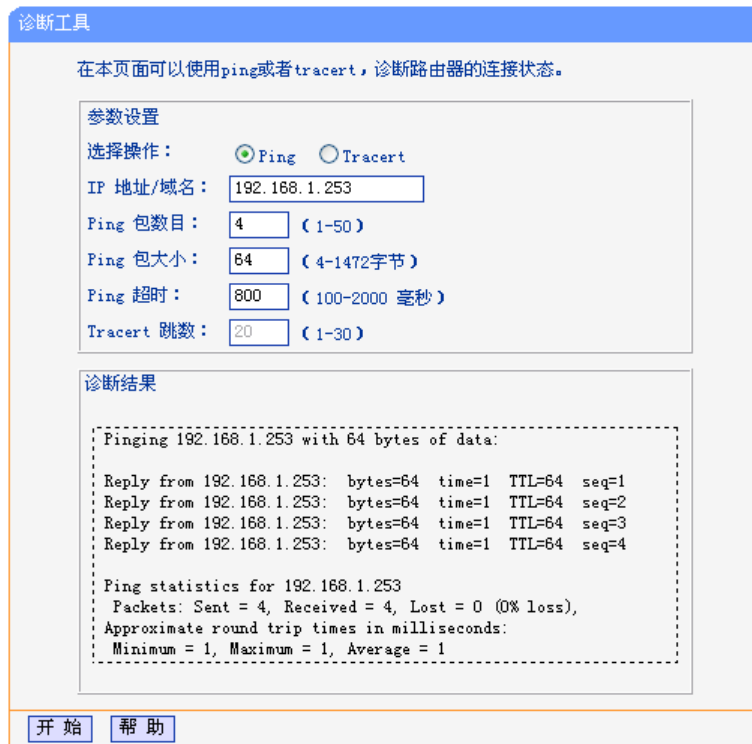 诊断工具
在本页面可以使用ping或者tracert，诊断路由器的连接状态。
参数设置
选择操作： Ping Tracert
IP 地址/域名： 192.168.1.253
Ping 包数目： 4 （1-50）
Ping 包大小： 64 （4-1472字节）
Ping 超时： 800 （100-2000 毫秒）
Tracert 跳数： 20 （1-30）
诊断结果
Pinging 192.168.1.253 with 64 bytes of data:
Reply from 192.168.1.253: bytes=64 time=1 TTL=64 seq=1
Reply from 192.168.1.253: bytes=64 time=1 TTL=64 seq=2
Reply from 192.168.1.253: bytes=64 time=1 TTL=64 seq=3
Reply from 192.168.1.253: bytes=64 time=1 TTL=64 seq=4
Ping statistics for 192.168.1.253
Packets: Sent = 4, Received = 4, Lost = 0 (0% loss),
Approximate round trip times in milliseconds:
Minimum = 1, Maximum = 1, Average = 1
开 始 帮 助